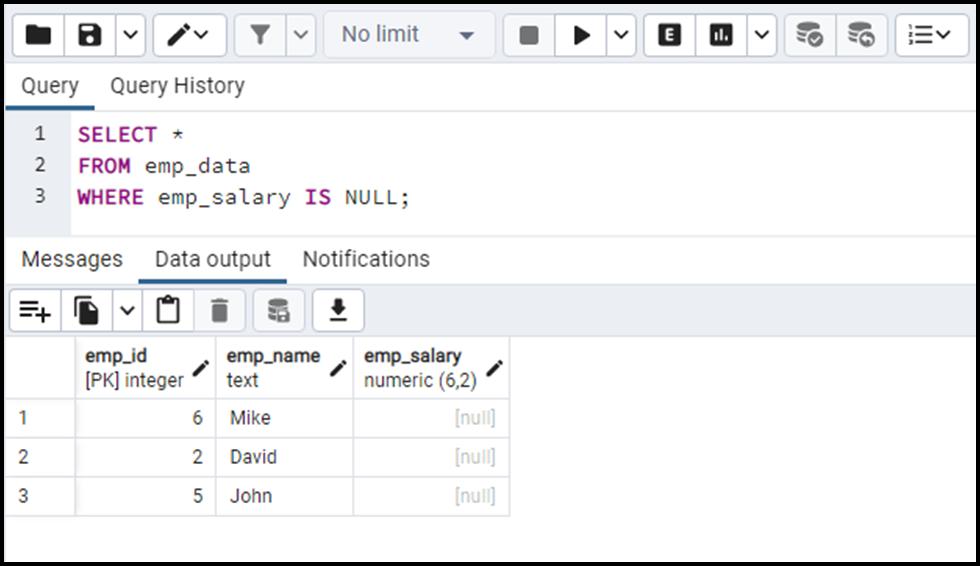 No limit
E
Query Query History
1 SELECT *
2 FROM emp_data
3 WHERE emp_salary IS NULL;
Messages Data output Notifications
emp_id emp_name emp_salary
[PK] integer text numeric (6,2)
1 6 Mike [null]
2 2 David [null]
3 5 John [null]